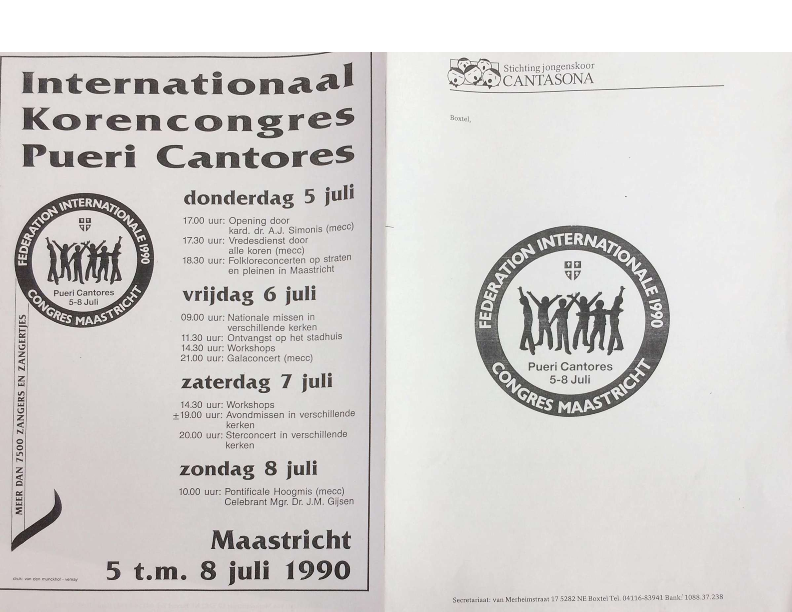 Internationaal
Korencongres
Pueri Cantores
donderdag 5 juli
17.00 uur: Opening door
kard. dr. A.J. Simonis (mecc)
17.30 uur: Vredesdienst door
alle koren (mecc)
18.30 uur: Folkloreconcerten op straten
en pleinen in Maastricht
vrijdag 6 juli
09.00 uur: Nationale missen in
verschillende kerken
11.30 uur: Ontvangst op het stadhuis
14.30 uur: Workshops
21.00 uur: Galaconcert (mecc)
zaterdag 7 juli
14.30 uur: Workshops
±19.00 uur: Avondmissen in verschillende
kerken
20.00 uur: Sterconcert in verschillende
kerken
zondag 8 juli
10.00 uur: Pontificale Hoogmis (mecc)
Celebrant Mgr. Dr. J.M. Gijsen
Maastricht
5 t.m. 8 juli 1990
FEDERATION INTERNATIONALE 1990
Pueri Cantores
5-8 Juli
CONGRES MAASTRICHT
MEER DAN 7500 ZANGERS EN ZANGERTJES
Stichting jongenskoor
CANTASONA
Boxtel,
FEDERATION INTERNATIONALE 1990
Pueri Cantores
5-8 Juli
CONGRES MAASTRICHT
Secretariaat: van Merheimstraat 17 5282 NE Boxtel Tel. 04116-83941 Bank: 1088.37.238